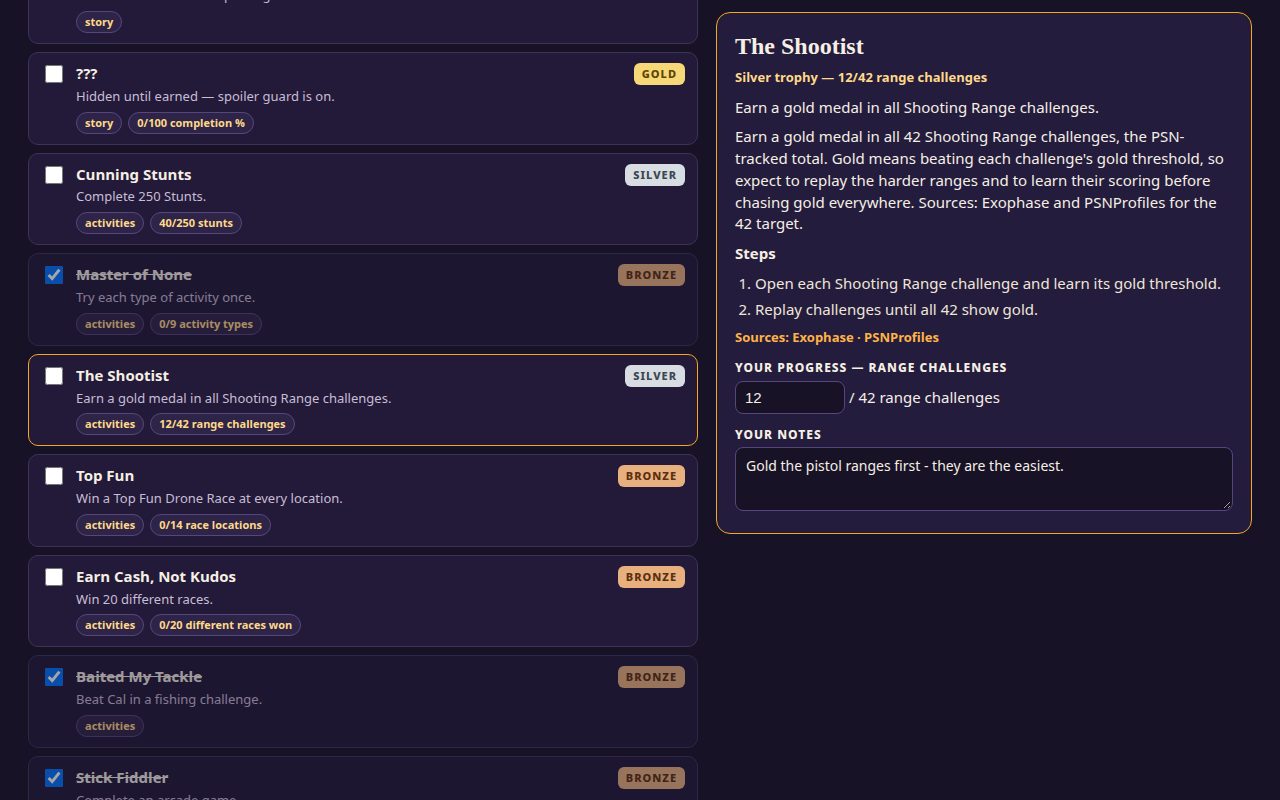 story
???
GOLD
Hidden until earned — spoiler guard is on.
story
0/100 completion %
Cunning Stunts
SILVER
Complete 250 Stunts.
activities
40/250 stunts
Master of None
BRONZE
Try each type of activity once.
activities
0/9 activity types
The Shootist
SILVER
Earn a gold medal in all Shooting Range challenges.
activities
12/42 range challenges
Top Fun
BRONZE
Win a Top Fun Drone Race at every location.
activities
0/14 race locations
Earn Cash, Not Kudos
BRONZE
Win 20 different races.
activities
0/20 different races won
Baited My Tackle
BRONZE
Beat Cal in a fishing challenge.
activities
Stick Fiddler
BRONZE
Complete an arcade game.
The Shootist
Silver trophy — 12/42 range challenges
Earn a gold medal in all Shooting Range challenges.
Earn a gold medal in all 42 Shooting Range challenges, the PSN-
tracked total. Gold means beating each challenge's gold threshold, so
expect to replay the harder ranges and to learn their scoring before
chasing gold everywhere. Sources: Exophase and PSNProfiles for the
42 target.
Steps
1. Open each Shooting Range challenge and learn its gold threshold.
2. Replay challenges until all 42 show gold.
Sources: Exophase · PSNProfiles
YOUR PROGRESS — RANGE CHALLENGES
12 / 42 range challenges
YOUR NOTES
Gold the pistol ranges first - they are the easiest.